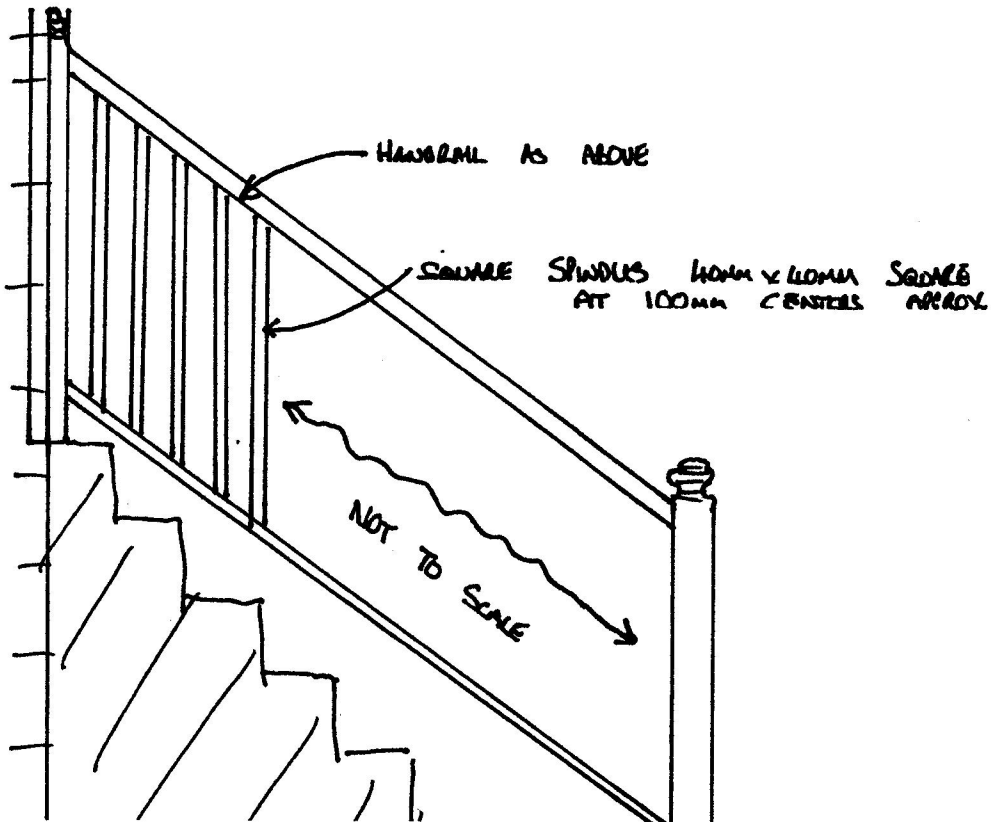 HANDRAIL AS ABOVE
SQUARE SPINDLES 40MM x 40MM SQUARE
AT 100mm CENTERS APPROX
NOT TO SCALE